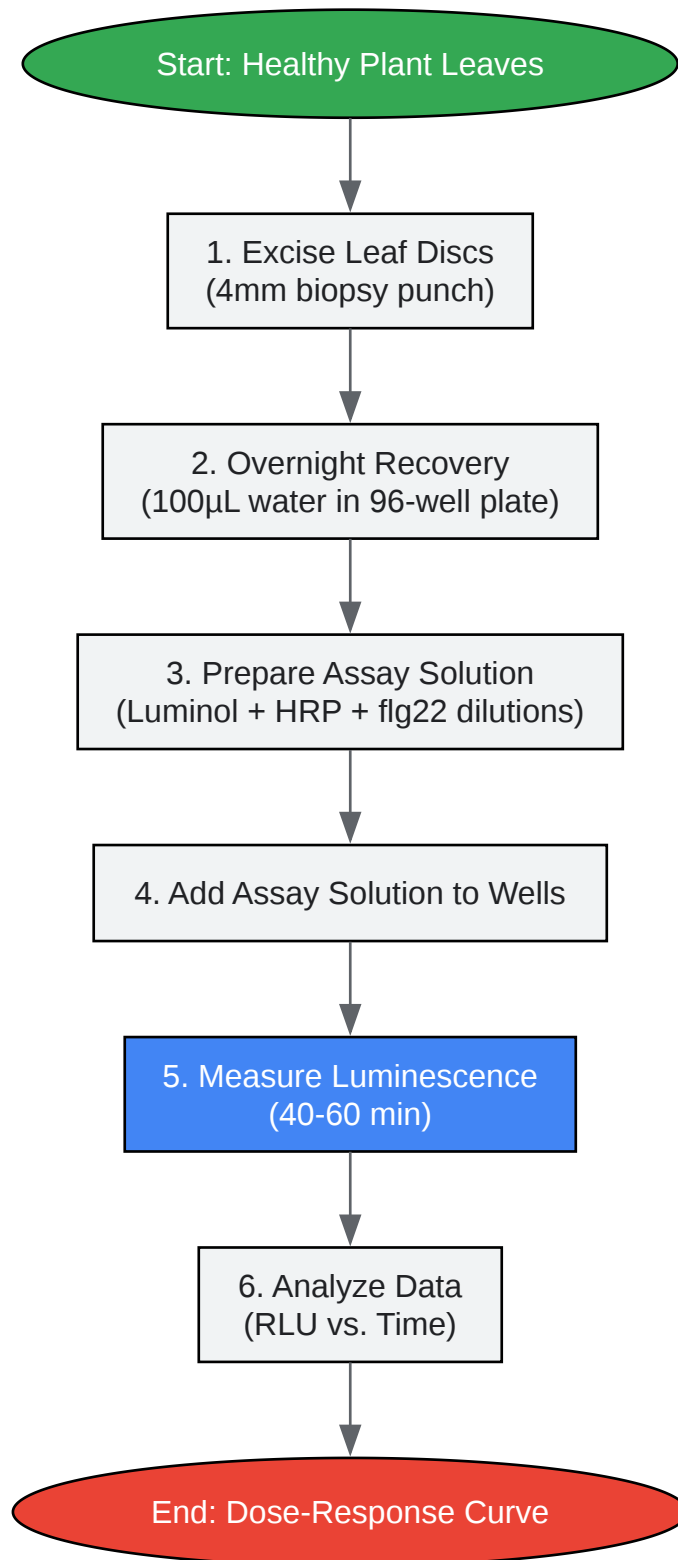 Start: Healthy Plant Leaves
1. Excise Leaf Discs
(4mm biopsy punch)
2. Overnight Recovery
(100µL water in 96-well plate)
3. Prepare Assay Solution
(Luminol + HRP + flg22 dilutions)
4. Add Assay Solution to Wells
5. Measure Luminescence
(40-60 min)
6. Analyze Data
(RLU vs. Time)
End: Dose-Response Curve